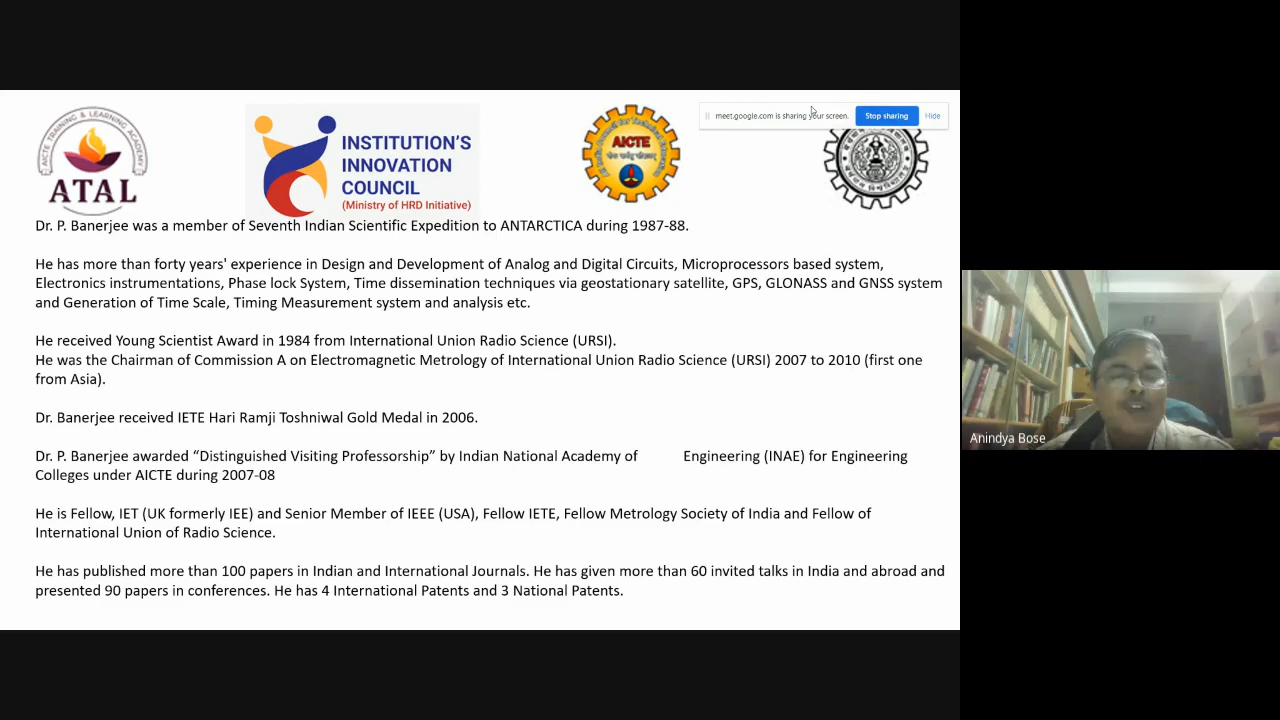 AICTE TRAINING & LEARNING ACADEMY
ATAL
INSTITUTION'S
INNOVATION
COUNCIL
(Ministry of HRD Initiative)
AICTE
meet.google.com is sharing your screen.
Stop sharing
Hide
Dr. P. Banerjee was a member of Seventh Indian Scientific Expedition to ANTARCTICA during 1987-88.
He has more than forty years' experience in Design and Development of Analog and Digital Circuits, Microprocessors based system,
Electronics instrumentations, Phase lock System, Time dissemination techniques via geostationary satellite, GPS, GLONASS and GNSS system
and Generation of Time Scale, Timing Measurement system and analysis etc.
He received Young Scientist Award in 1984 from International Union Radio Science (URSI).
He was the Chairman of Commission A on Electromagnetic Metrology of International Union Radio Science (URSI) 2007 to 2010 (first one
from Asia).
Dr. Banerjee received IETE Hari Ramji Toshniwal Gold Medal in 2006.
Dr. P. Banerjee awarded “Distinguished Visiting Professorship” by Indian National Academy of Engineering (INAE) for Engineering
Colleges under AICTE during 2007-08
He is Fellow, IET (UK formerly IEE) and Senior Member of IEEE (USA), Fellow IETE, Fellow Metrology Society of India and Fellow of
International Union of Radio Science.
He has published more than 100 papers in Indian and International Journals. He has given more than 60 invited talks in India and abroad and
presented 90 papers in conferences. He has 4 International Patents and 3 National Patents.
Anindya Bose